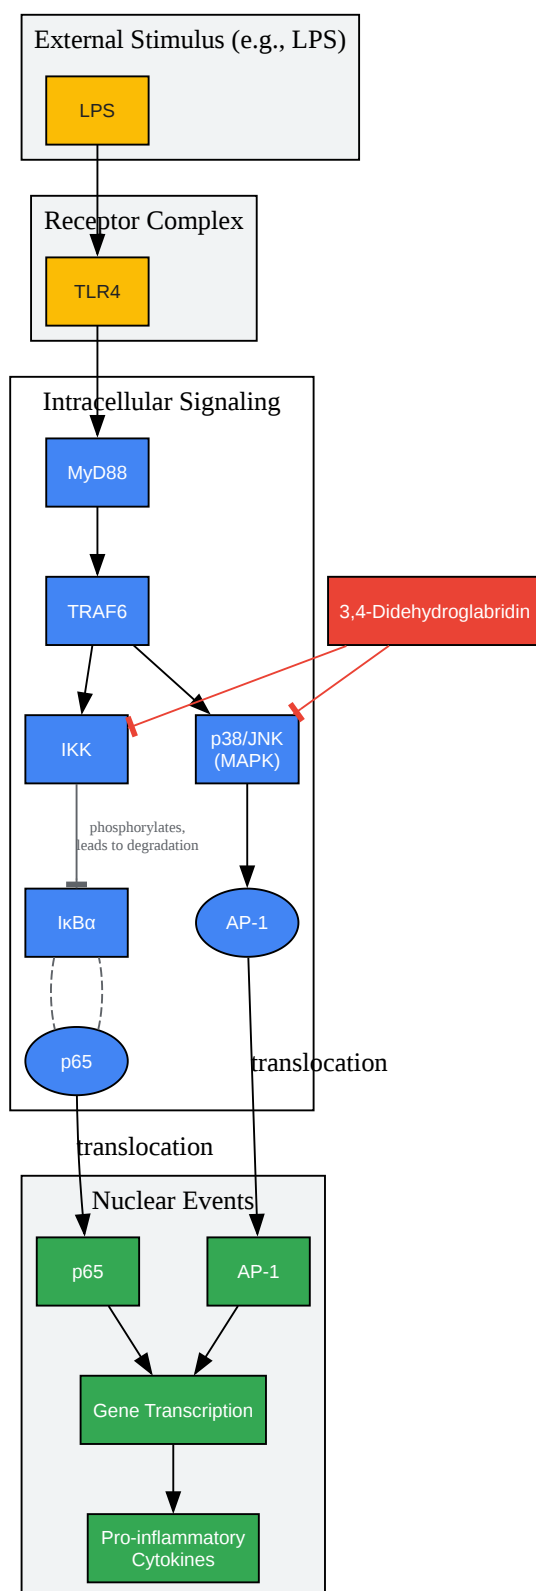 External Stimulus (e.g., LPS)
LPS
Receptor Complex
TLR4
Intracellular Signaling
MyD88
TRAF6
3,4-Didehydroglabridin
IKK
p38/JNK
(MAPK)
phosphorylates,
leads to degradation
IκBα
AP-1
p65
translocation
translocation
Nuclear Events
p65
AP-1
Gene Transcription
Pro-inflammatory
Cytokines